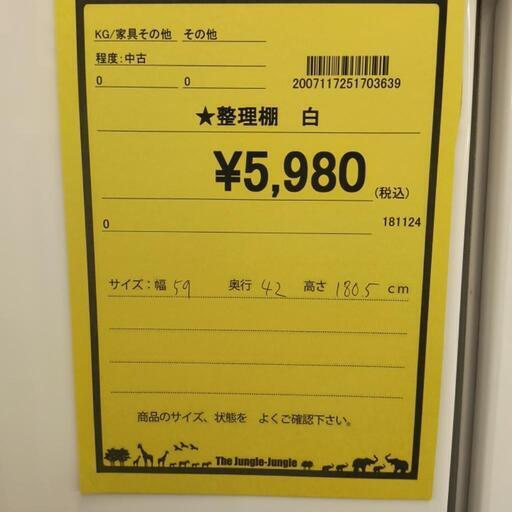 KG/家具その他 その他
程度:中古
0 0
2007117251703639
★整理棚 白
¥5,980(税込)
0 181124
サイズ:幅 59 奥行 42 高さ 180.5 cm
商品のサイズ、状態を よくご確認下さい。
The Jungle-Jungle